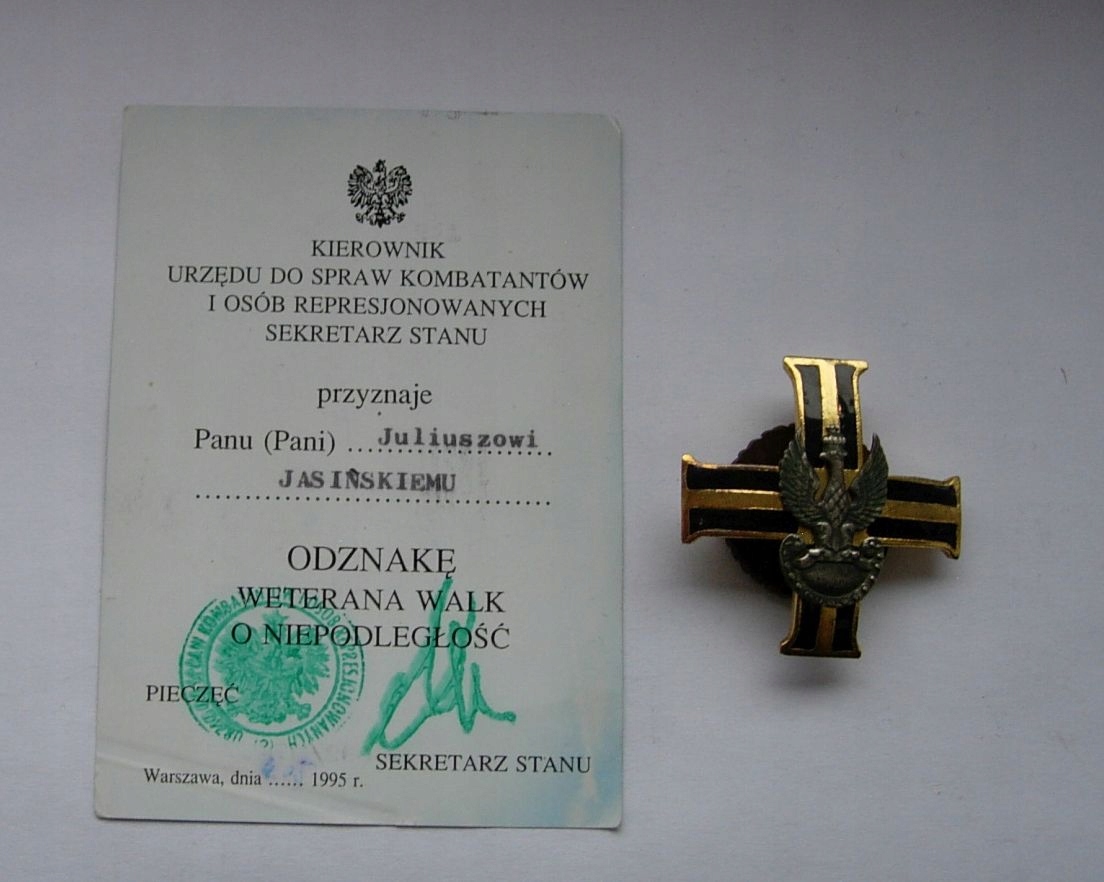 KIEROWNIK
URZĘDU DO SPRAW KOMBATANTÓW
I OSÓB REPRESJONOWANYCH
SEKRETARZ STANU
przyznaje
Panu (Pani) ... Juliuszowi
JASIŃSKIEMU
ODZNAKĘ
WETERANA WALK
O NIEPODLEGŁOŚĆ
PIECZĘĆ
SEKRETARZ STANU
Warszawa, dnia ...... 1995 r.